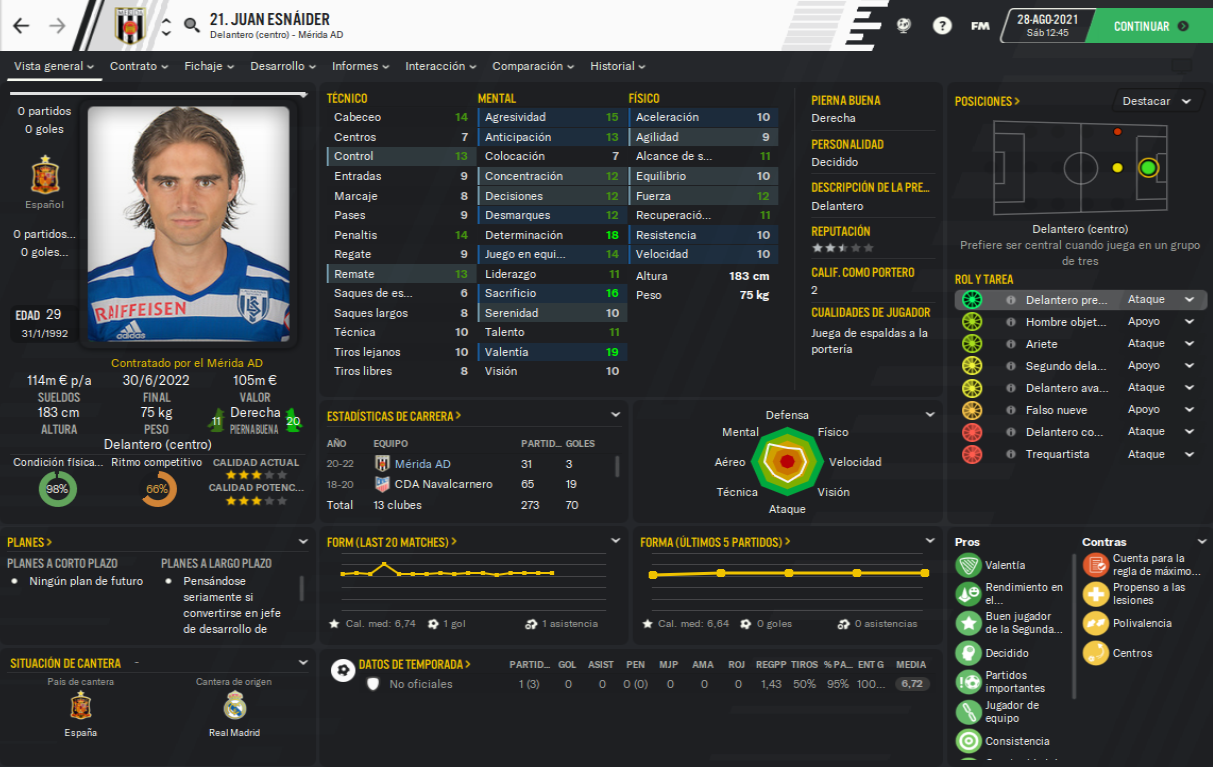 21. JUAN ESNÁIDER
Delantero (centro) - Mérida AD
?
FM
28-AGO-2021
Sáb 12:45
CONTINUAR
Vista general
Contrato
Fichaje
Desarrollo
Informes
Interacción
Comparación
Historial
0 partidos
0 goles
Español
0 partidos...
0 goles...
EDAD 29
31/1/1992
RAIFFEISEN
adidas
Contratado por el Mérida AD
114m € p/a
SUELDOS
30/6/2022
FINAL
105m €
VALOR
183 cm
ALTURA
75 kg
PESO
11
Derecha
PIERNA BUENA
20
Delantero (centro)
Condición física...
98%
Ritmo competitivo
66%
CALIDAD ACTUAL
CALIDAD POTENC...
TÉCNICO
Cabeceo 14
Centros 7
Control 13
Entradas 9
Marcaje 8
Pases 9
Penaltis 14
Regate 9
Remate 13
Saques de es... 6
Saques largos 8
Técnica 10
Tiros lejanos 10
Tiros libres 8
MENTAL
Agresividad 15
Anticipación 13
Colocación 7
Concentración 12
Decisiones 12
Desmarques 12
Determinación 18
Juego en equi... 14
Liderazgo 11
Sacrificio 16
Serenidad 10
Talento 11
Valentía 19
Visión 10
FÍSICO
Aceleración 10
Agilidad 9
Alcance de s... 11
Equilibrio 10
Fuerza 12
Recuperació... 11
Resistencia 10
Velocidad 10
Altura 183 cm
Peso 75 kg
PIERNA BUENA
Derecha
PERSONALIDAD
Decidido
DESCRIPCIÓN DE LA PRE...
Delantero
REPUTACIÓN
CALIF. COMO PORTERO
2
CUALIDADES DE JUGADOR
Juega de espaldas a la
portería
POSICIONES >
Destacar
Delantero (centro)
Prefiere ser central cuando juega en un grupo
de tres
ROL Y TAREA
Delantero pre... Ataque
Hombre objet... Apoyo
Ariete Ataque
Segundo dela... Apoyo
Delantero ava... Ataque
Falso nueve Apoyo
Delantero co... Ataque
Trequartista Ataque
ESTADÍSTICAS DE CARRERA >
AÑO EQUIPO PARTID... GOLES
20-22 Mérida AD 31 3
18-20 CDA Navalcarnero 65 19
Total 13 clubes 273 70
Defensa
Mental
Físico
Aéreo
Velocidad
Técnica
Visión
Ataque
PLANES >
PLANES A CORTO PLAZO
Ningún plan de futuro
PLANES A LARGO PLAZO
Pensándose
seriamente si
convertirse en jefe
de desarrollo de
FORM (LAST 20 MATCHES) >
Cal. med: 6,74
1 gol
1 asistencia
FORMA (ÚLTIMOS 5 PARTIDOS) >
Cal. med: 6,64
0 goles
0 asistencias
Pros
Valentía
Rendimiento en
el...
Buen jugador
de la Segunda...
Decidido
Partidos
importantes
Jugador de
equipo
Consistencia
Contras
Cuenta para la
regla de máximo...
Propenso a las
lesiones
Polivalencia
Centros
SITUACIÓN DE CANTERA -
País de cantera
España
Cantera de origen
Real Madrid
DATOS DE TEMPORADA > PARTID... GOL ASIST PEN MJP AMA ROJ REGPP TIROS % PA... ENT G MEDIA
No oficiales 1 (3) 0 0 0 (0) 0 0 0 1,43 50% 95% 100... 6,72